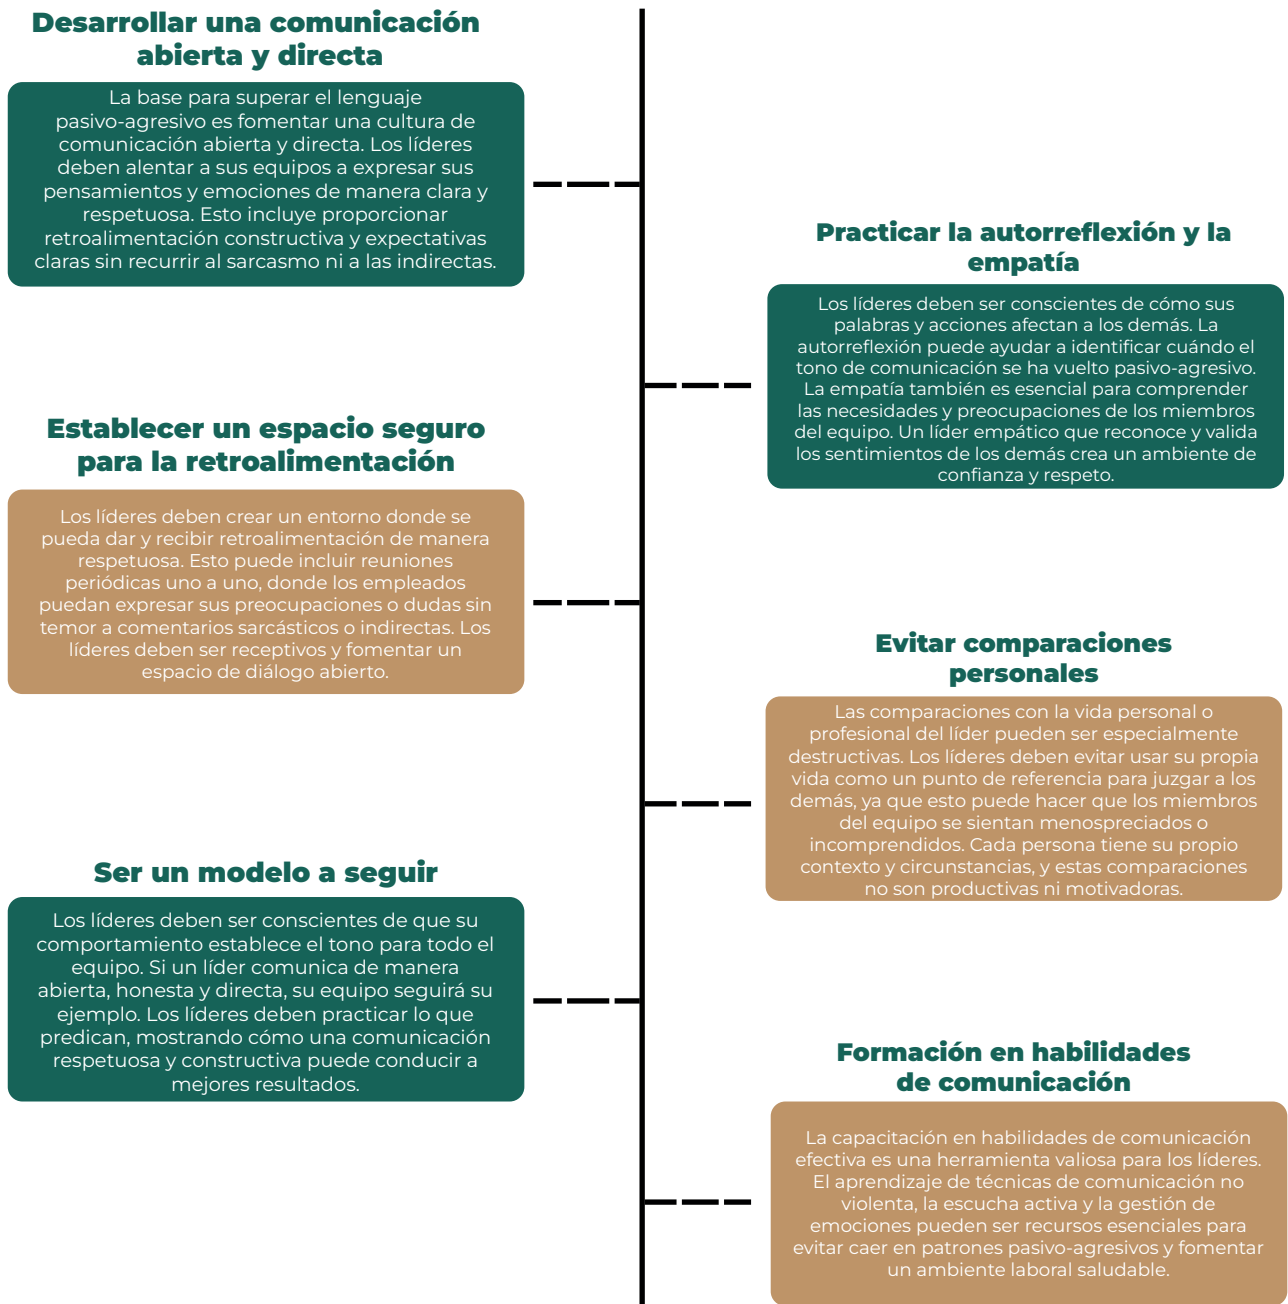 Desarrollar una comunicación
abierta y directa
La base para superar el lenguaje
pasivo-agresivo es fomentar una cultura de
comunicación abierta y directa. Los líderes
deben alentar a sus equipos a expresar sus
pensamientos y emociones de manera clara y
respetuosa. Esto incluye proporcionar
retroalimentación constructiva y expectativas
claras sin recurrir al sarcasmo ni a las indirectas.
Practicar la autorreflexión y la
empatía
Los líderes deben ser conscientes de cómo sus
palabras y acciones afectan a los demás. La
autorreflexión puede ayudar a identificar cuándo el
tono de comunicación se ha vuelto pasivo-agresivo.
La empatía también es esencial para comprender
las necesidades y preocupaciones de los miembros
del equipo. Un líder empático que reconoce y valida
los sentimientos de los demás crea un ambiente de
confianza y respeto.
Establecer un espacio seguro
para la retroalimentación
Los líderes deben crear un entorno donde se
pueda dar y recibir retroalimentación de manera
respetuosa. Esto puede incluir reuniones
periódicas uno a uno, donde los empleados
puedan expresar sus preocupaciones o dudas sin
temor a comentarios sarcásticos o indirectas. Los
líderes deben ser receptivos y fomentar un
espacio de diálogo abierto.
Evitar comparaciones
personales
Las comparaciones con la vida personal o
profesional del líder pueden ser especialmente
destructivas. Los líderes deben evitar usar su propia
vida como un punto de referencia para juzgar a los
demás, ya que esto puede hacer que los miembros
del equipo se sientan menospreciados o
incomprendidos. Cada persona tiene su propio
contexto y circunstancias, y estas comparaciones
no son productivas ni motivadoras.
Ser un modelo a seguir
Los líderes deben ser conscientes de que su
comportamiento establece el tono para todo el
equipo. Si un líder comunica de manera
abierta, honesta y directa, su equipo seguirá su
ejemplo. Los líderes deben practicar lo que
predican, mostrando cómo una comunicación
respetuosa y constructiva puede conducir a
mejores resultados.
Formación en habilidades
de comunicación
La capacitación en habilidades de comunicación
efectiva es una herramienta valiosa para los líderes.
El aprendizaje de técnicas de comunicación no
violenta, la escucha activa y la gestión de
emociones pueden ser recursos esenciales para
evitar caer en patrones pasivo-agresivos y fomentar
un ambiente laboral saludable.